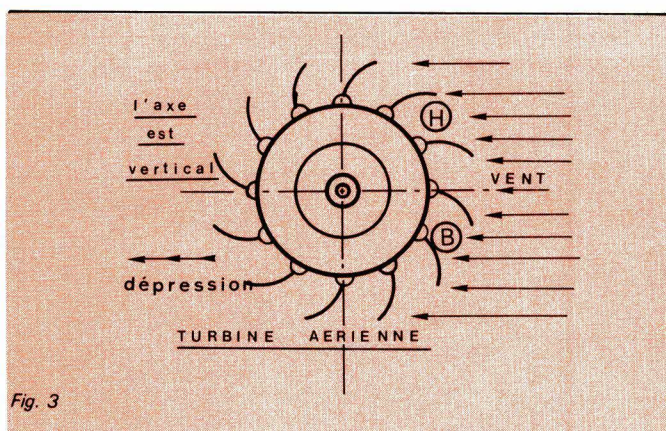 l'axe
est
vertical
H
VENT
B
dépression
TURBINE AERIENNE
Fig. 3